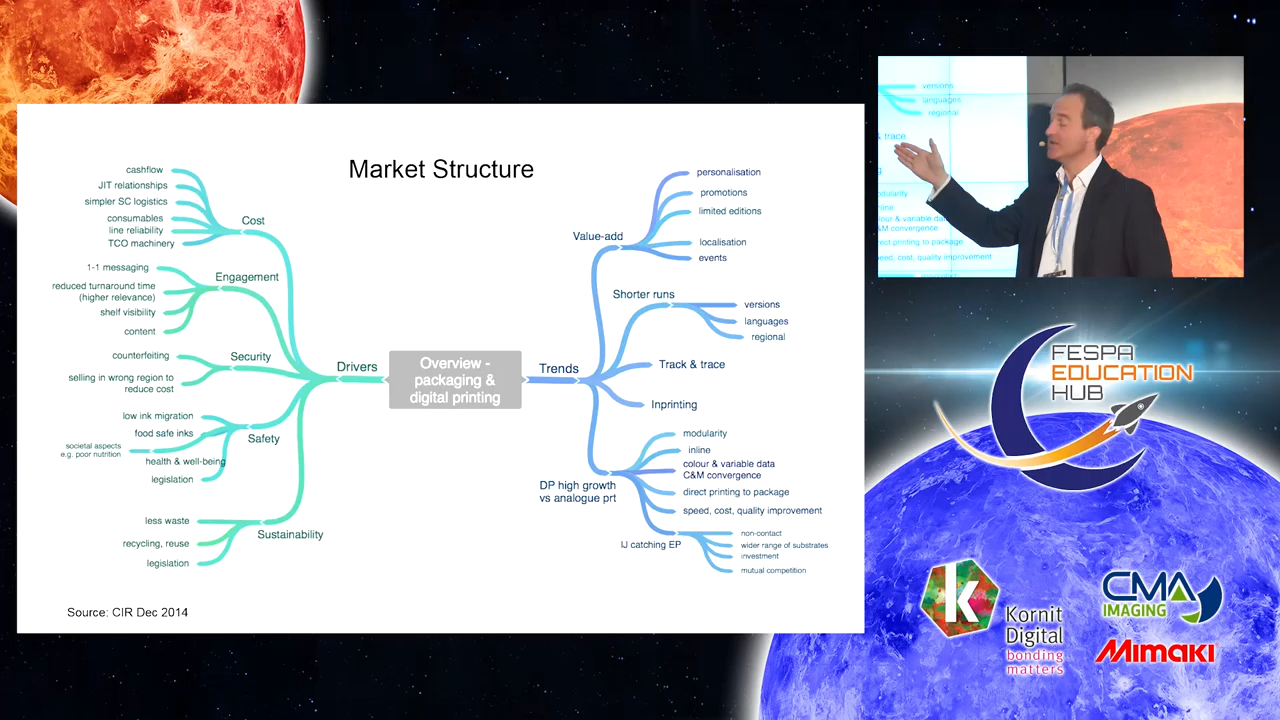 Market Structure
cashflow
JIT relationships
simpler SC logistics
consumables
line reliability
TCO machinery
Cost
1-1 messaging
reduced turnaround time
(higher relevance)
shelf visibility
content
Engagement
counterfeiting
selling in wrong region to
reduce cost
Security
low ink migration
food safe inks
societal aspects
e.g. poor nutrition
health & well-being
legislation
Safety
less waste
recycling, reuse
legislation
Sustainability
Drivers
Overview -
packaging &
digital printing
Trends
Value-add
personalisation
promotions
limited editions
localisation
events
Shorter runs
versions
languages
regional
Track & trace
Inprinting
DP high growth
vs analogue prt
modularity
inline
colour & variable data
C&M convergence
direct printing to package
speed, cost, quality improvement
IJ catching EP
non-contact
wider range of substrates
investment
mutual competition
Source: CIR Dec 2014
versions
languages
regional
& trace
C&M convergence
direct printing to package
speed, cost, quality improvement
FESPA
EDUCATION
HUB
k
Kornit
Digital
bonding
matters
CMA
IMAGING
Mimaki